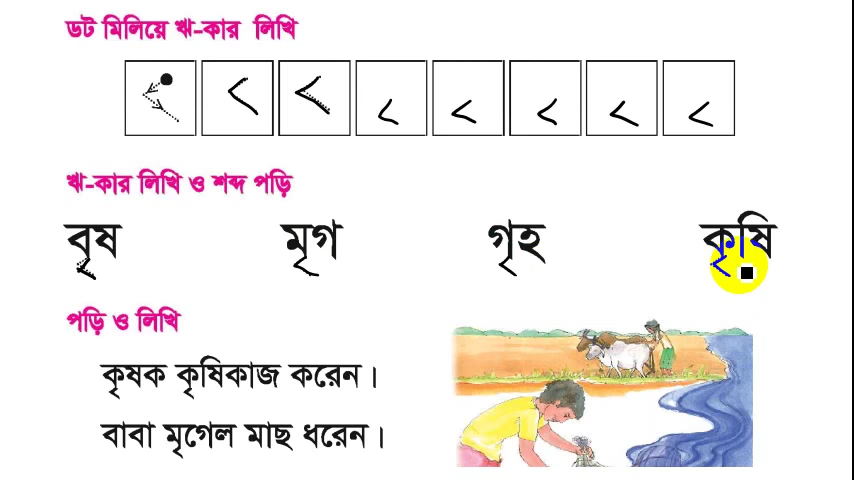 ডট মিলিয়ে ঋ-কার লিখি
ঋ-কার লিখি ও শব্দ পড়ি
বৃষ মৃগ গৃহ কৃষি
পড়ি ও লিখি
কৃষক কৃষিকাজ করেন।
বাবা মৃগেল মাছ ধরেন।